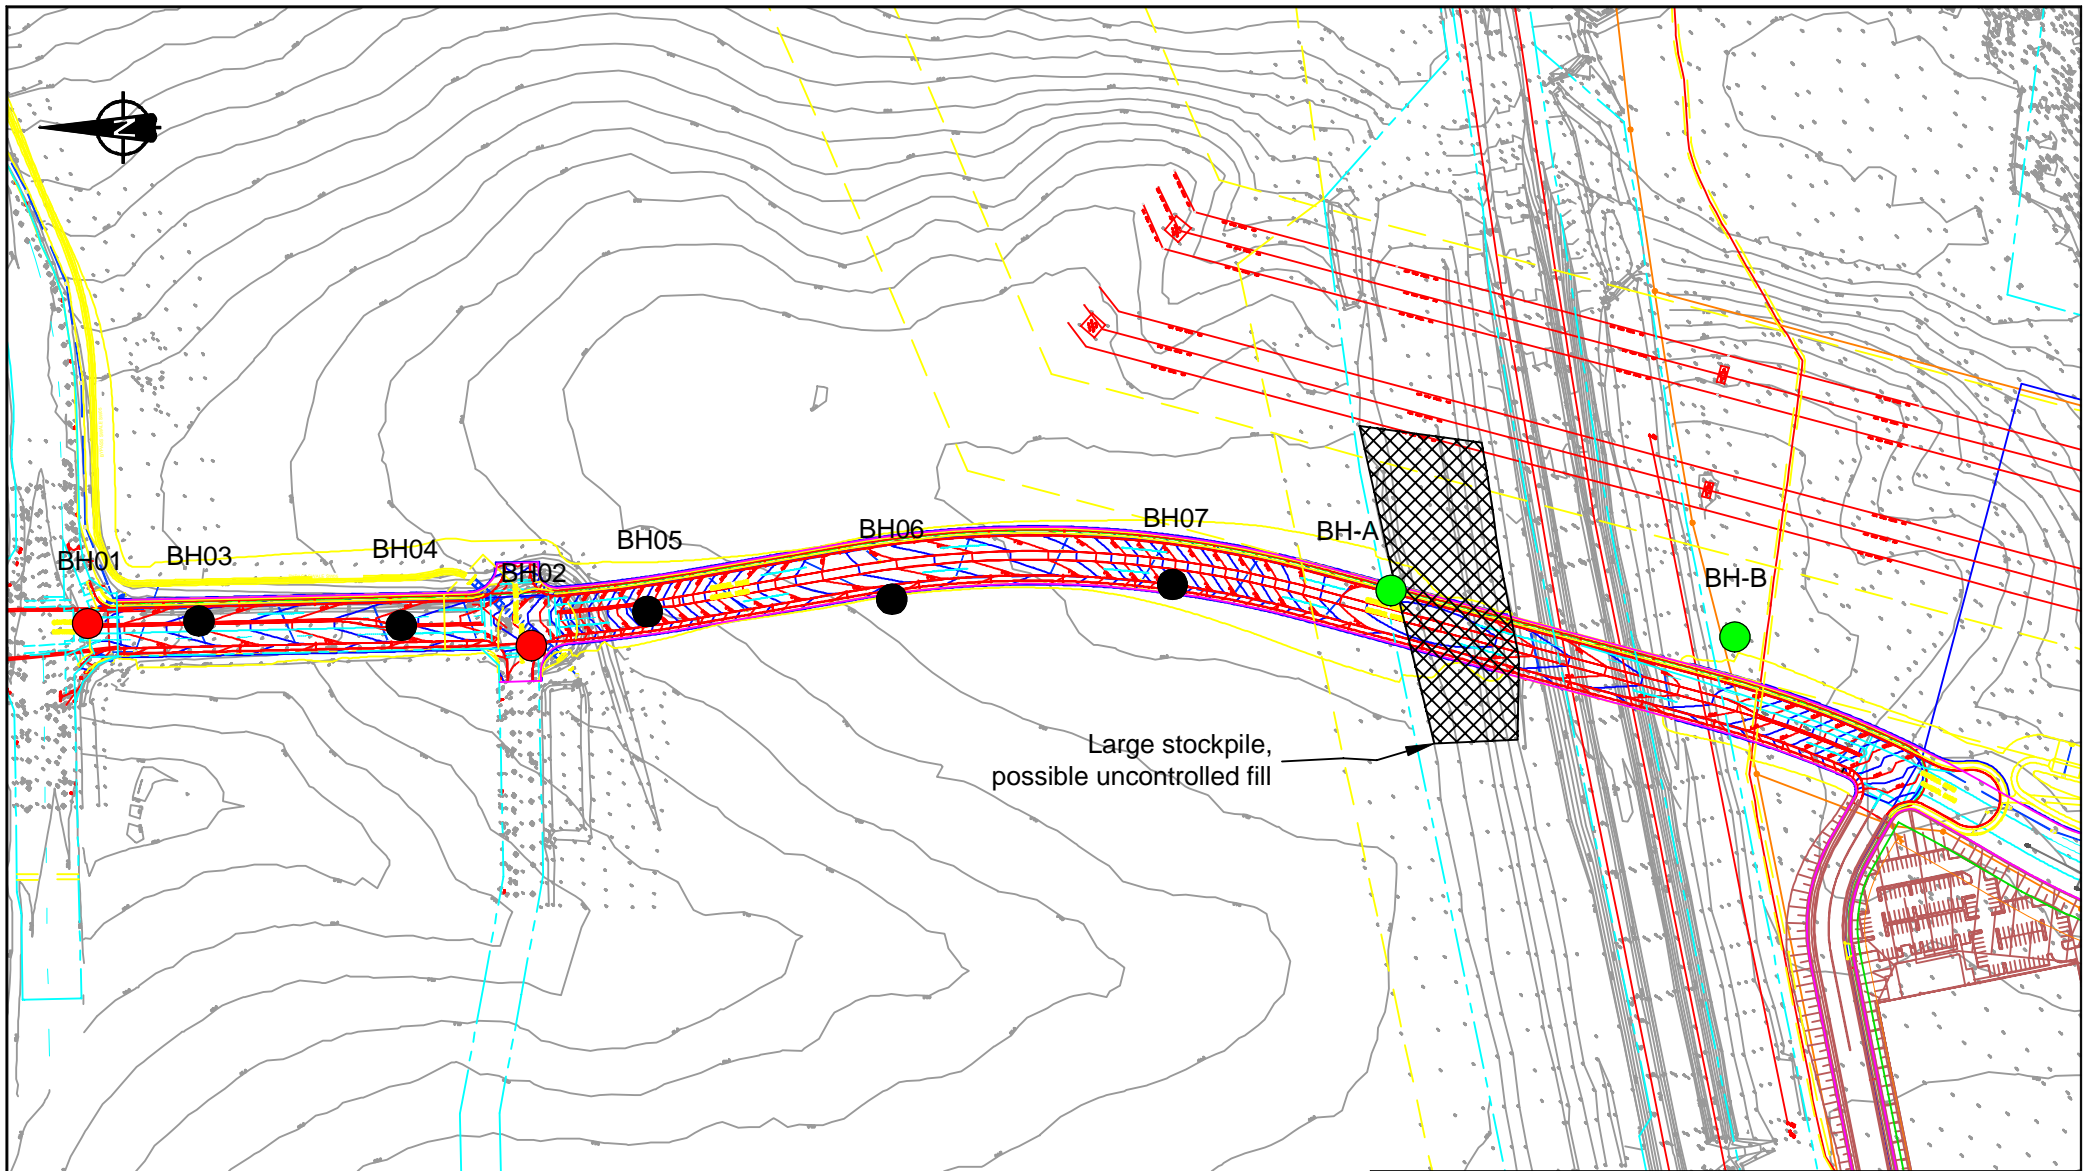 N
BH01
BH03
BH04
BH02
BH05
BH06
BH07
BH-A
BH-B
Large stockpile,
possible uncontrolled fill